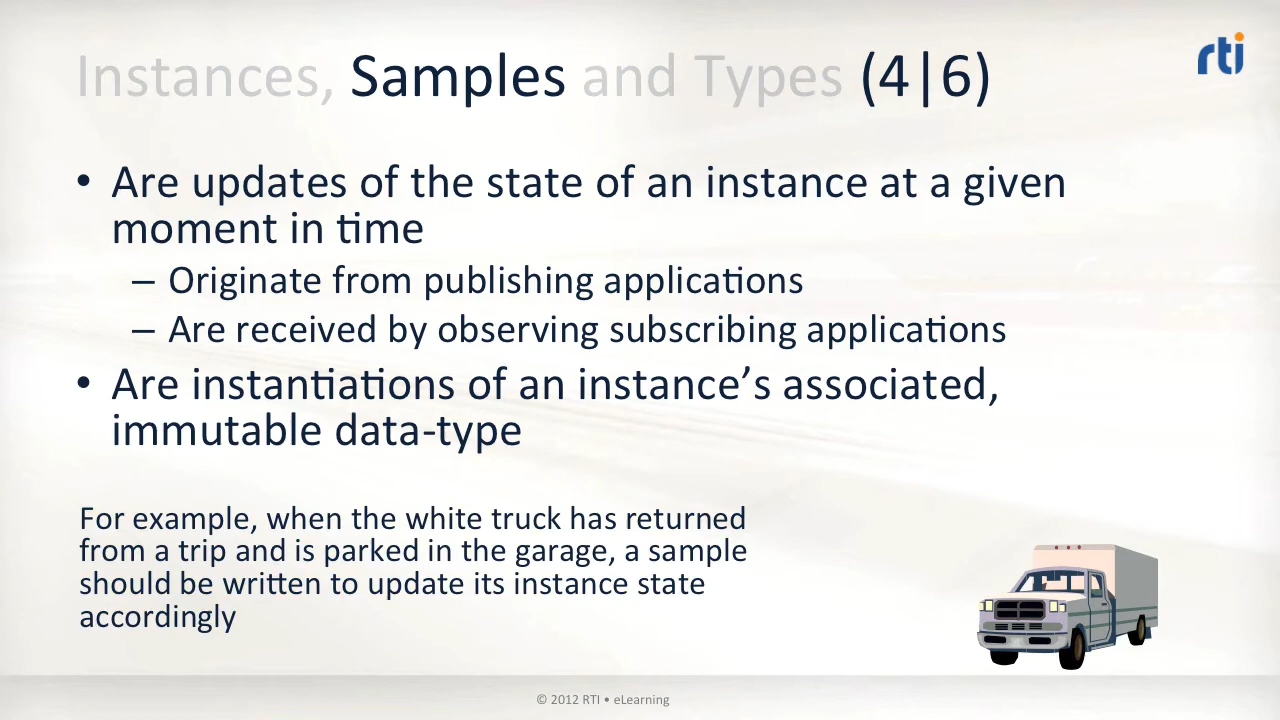 Instances, Samples and Types (4|6)
rti
• Are updates of the state of an instance at a given
moment in time
– Originate from publishing applications
– Are received by observing subscribing applications
• Are instantiations of an instance’s associated,
immutable data-type
For example, when the white truck has returned
from a trip and is parked in the garage, a sample
should be written to update its instance state
accordingly
© 2012 RTI • eLearning